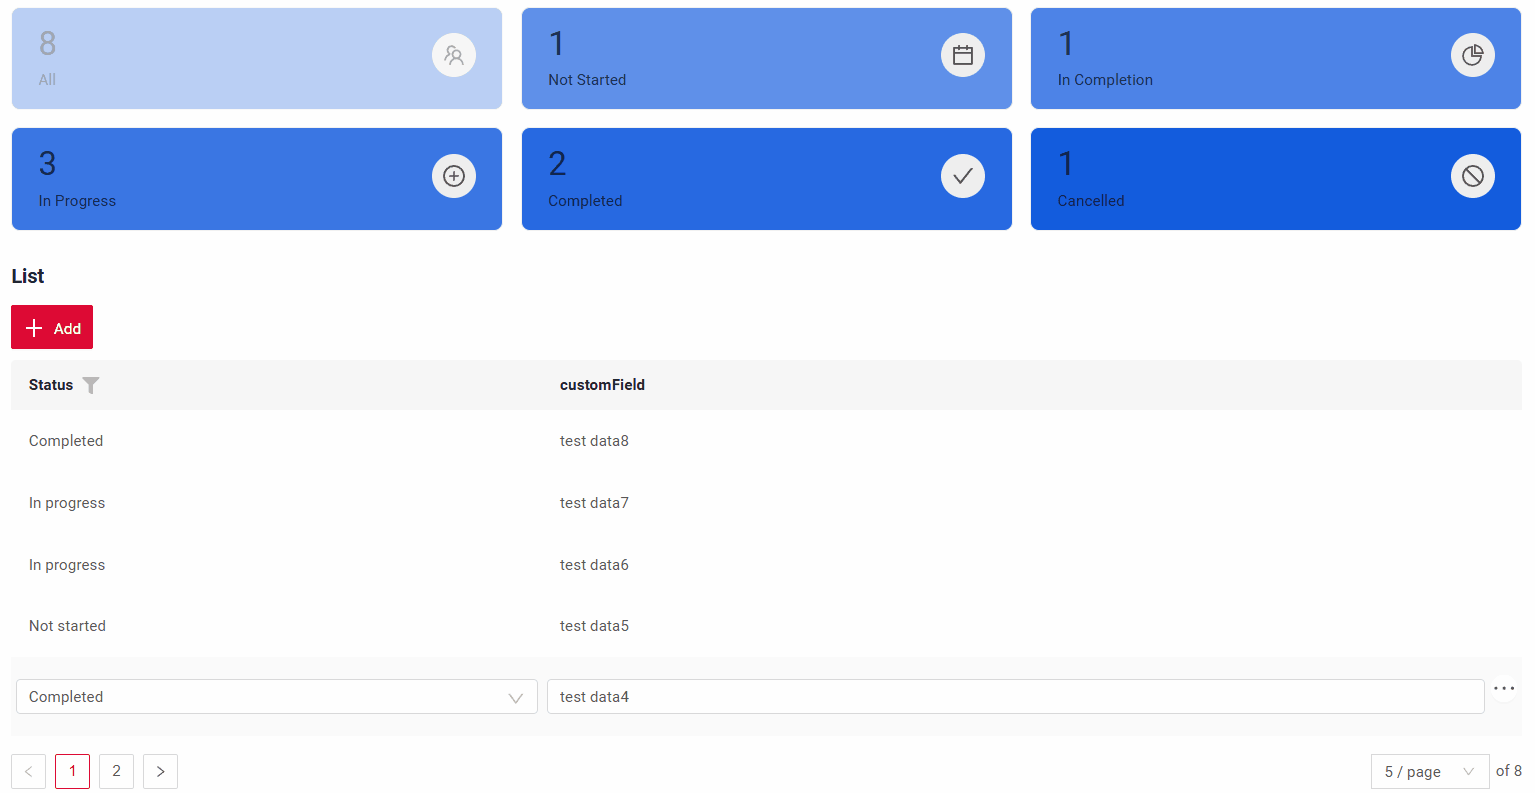 8
All
1
Not Started
1
In Completion
3
In Progress
2
Completed
1
Cancelled
List
Add
Status customField
Completed test data8
In progress test data7
In progress test data6
Not started test data5
Completed test data4
1 2 5 / page of 8